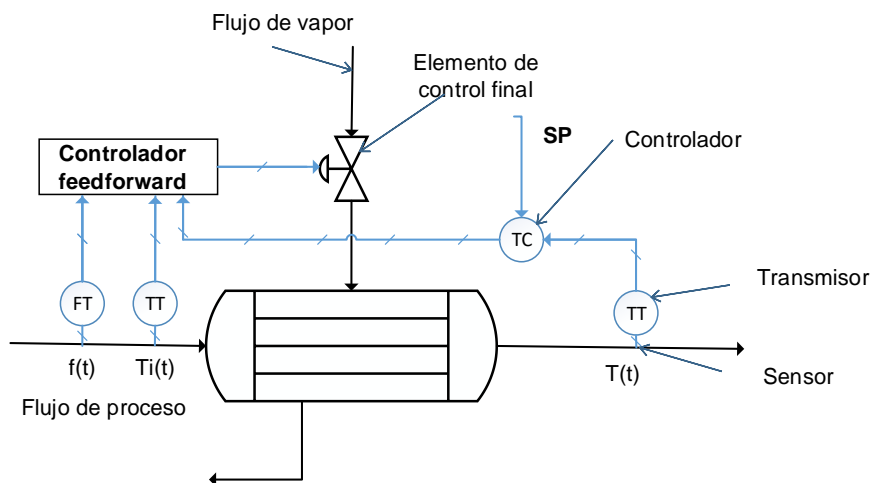 Flujo de vapor
Elemento de
control final
SP
Controlador
Controlador
feedforward
TC
Transmisor
FT
TT
TT
f(t)
Ti(t)
T(t)
Sensor
Flujo de proceso